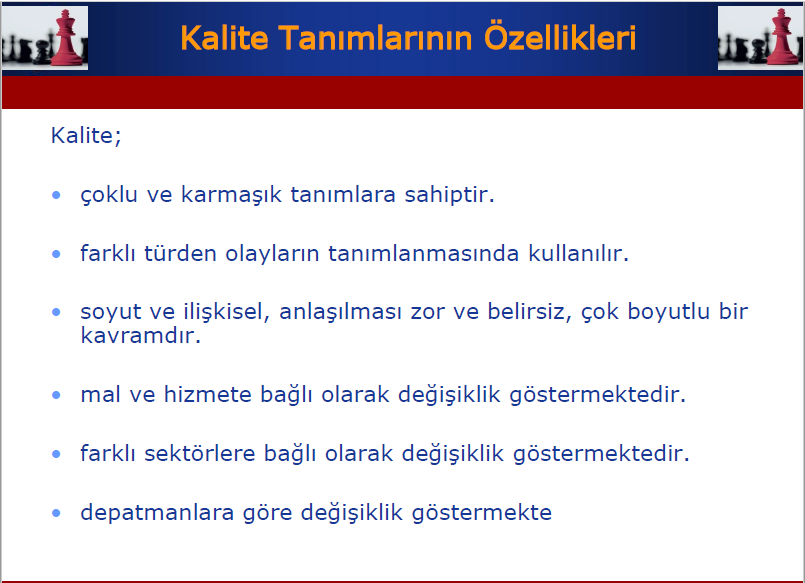 Kalite Tanımlarının Özellikleri
Kalite;
• çoklu ve karmaşık tanımlara sahiptir.
• farklı türden olayların tanımlanmasında kullanılır.
• soyut ve ilişkisel, anlaşılması zor ve belirsiz, çok boyutlu bir
kavramdır.
• mal ve hizmete bağlı olarak değişiklik göstermektedir.
• farklı sektörlere bağlı olarak değişiklik göstermektedir.
• depatmanlara göre değişiklik göstermekte